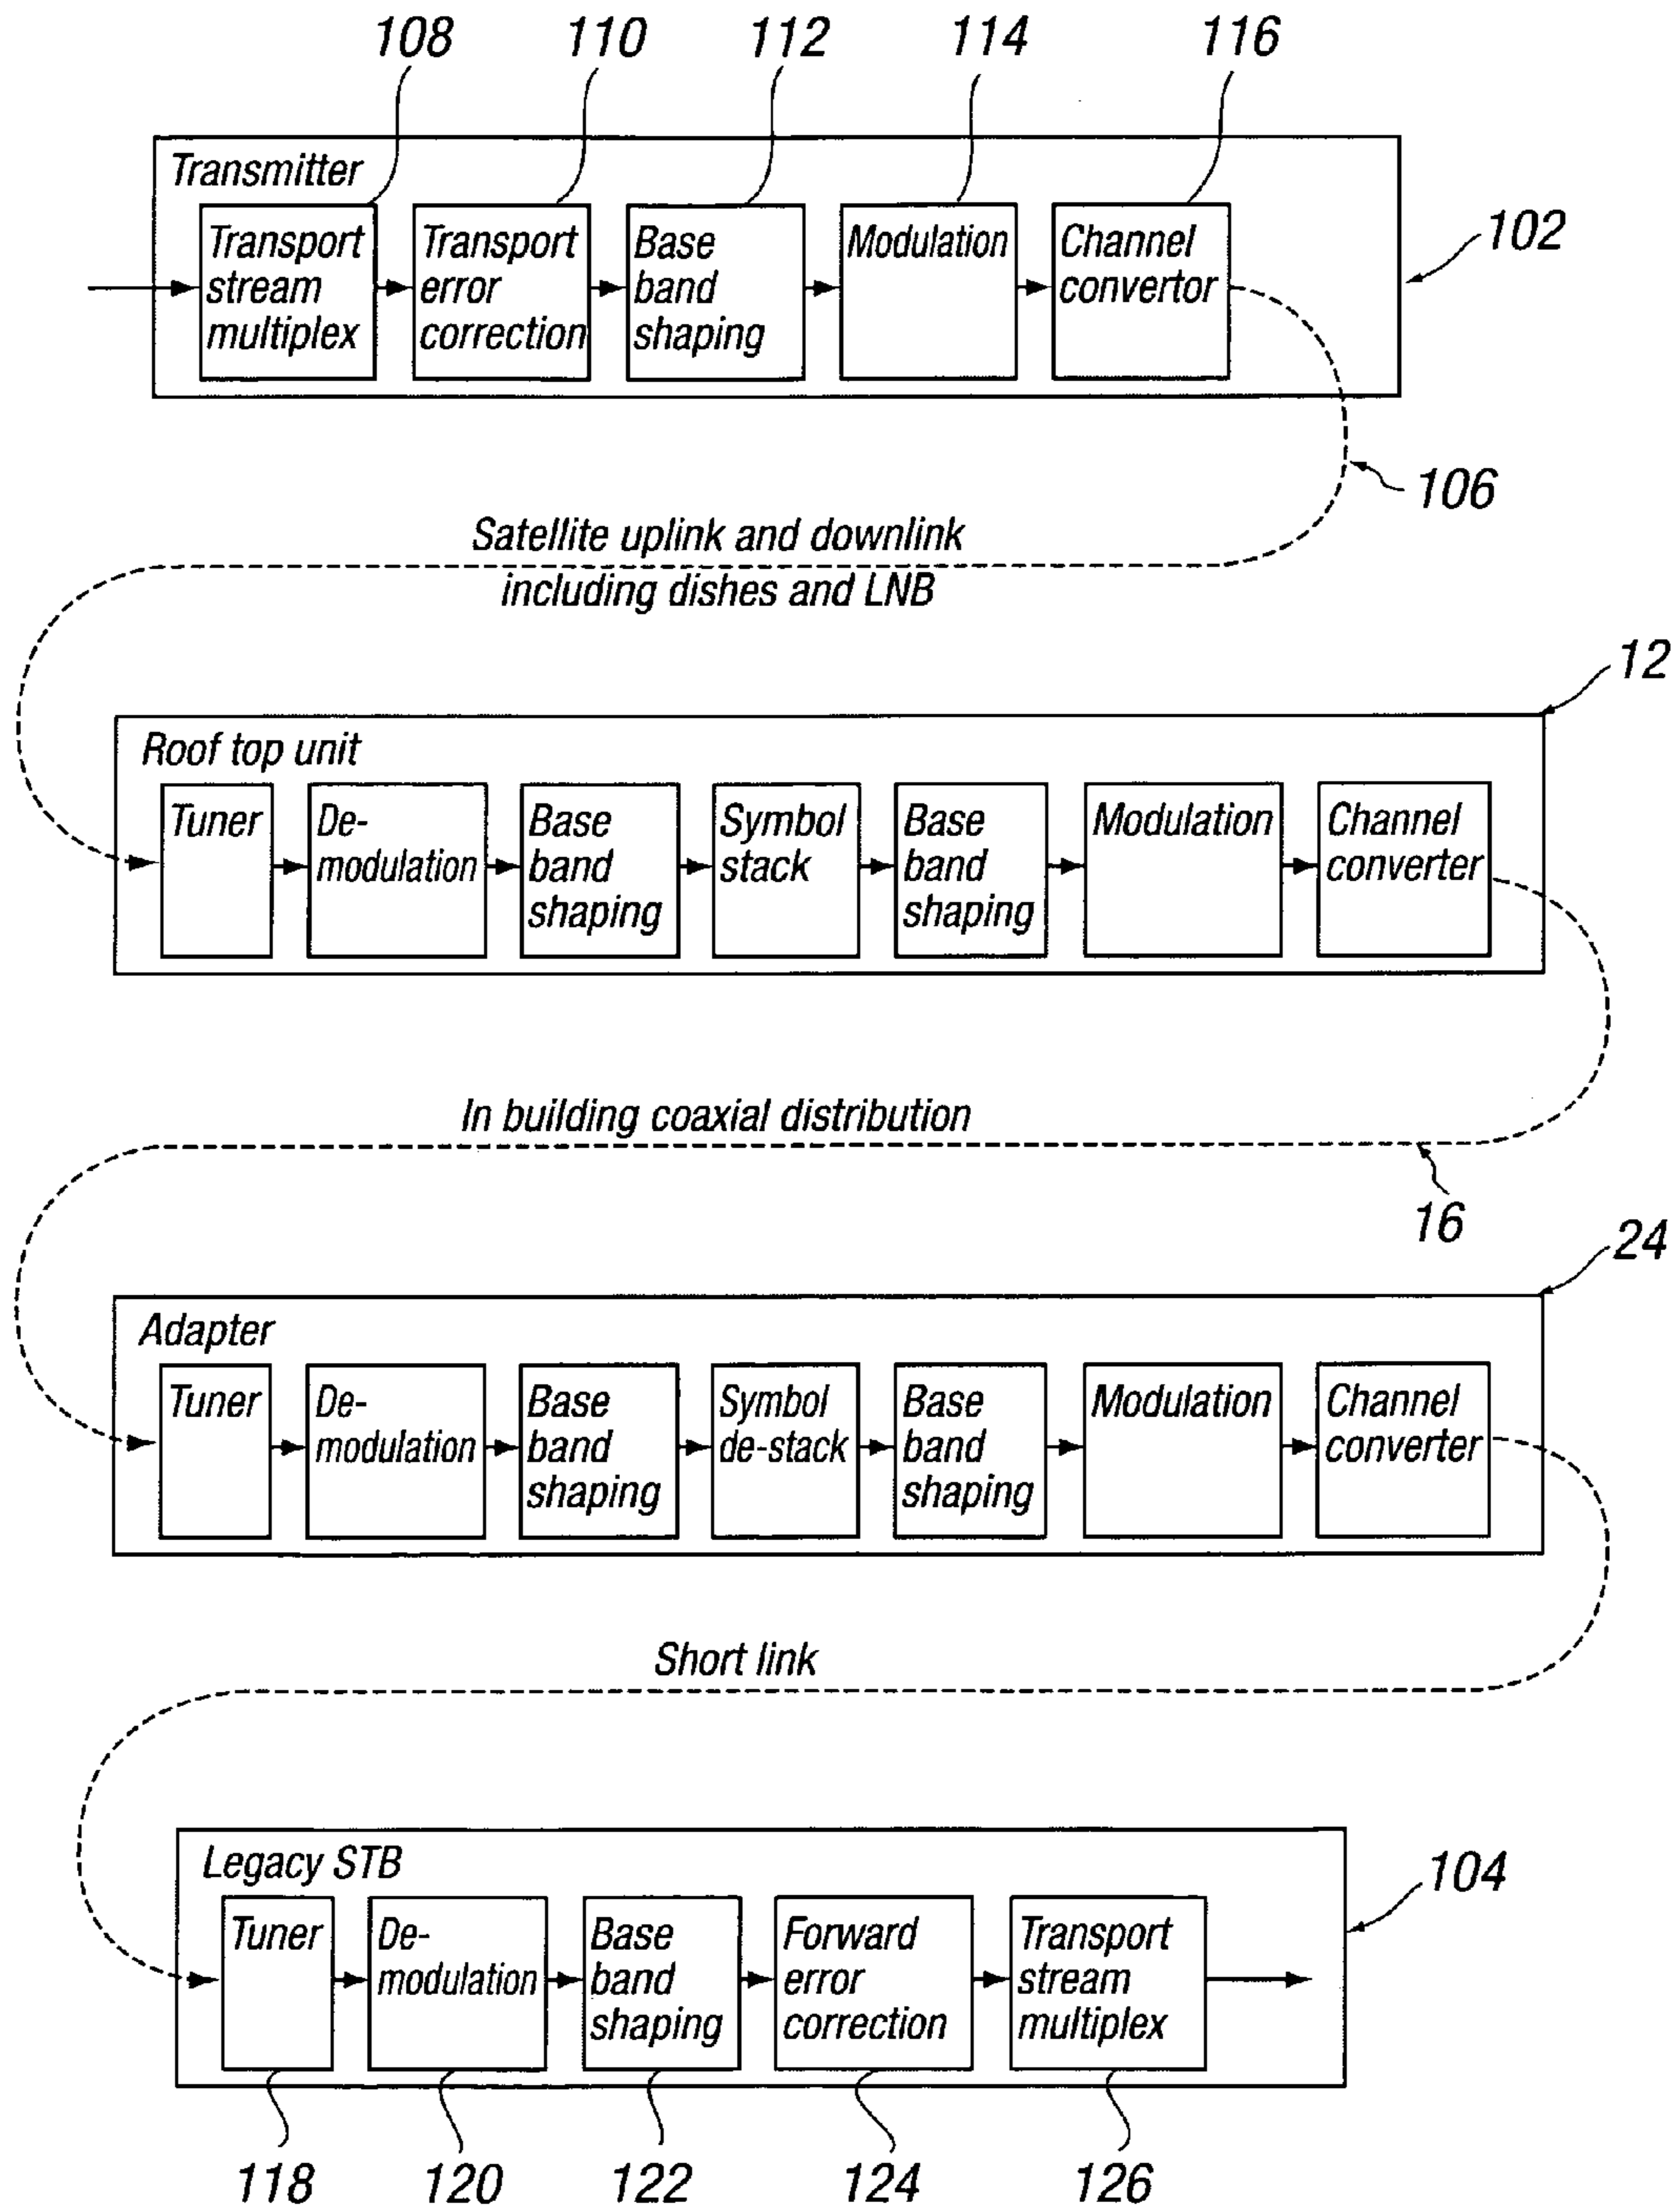 108 110 112 114 116
Transmitter
Transport
stream
multiplex
Transport
error
correction
Base
band
shaping
Modulation
Channel
convertor
102
106
Satellite uplink and downlink
including dishes and LNB
12
Roof top unit
Tuner
De-
modulation
Base
band
shaping
Symbol
stack
Base
band
shaping
Modulation
Channel
converter
In building coaxial distribution
16
24
Adapter
Tuner
De-
modulation
Base
band
shaping
Symbol
de-stack
Base
band
shaping
Modulation
Channel
converter
Short link
Legacy STB
Tuner
De-
modulation
Base
band
shaping
Forward
error
correction
Transport
stream
multiplex
104
118 120 122 124 126